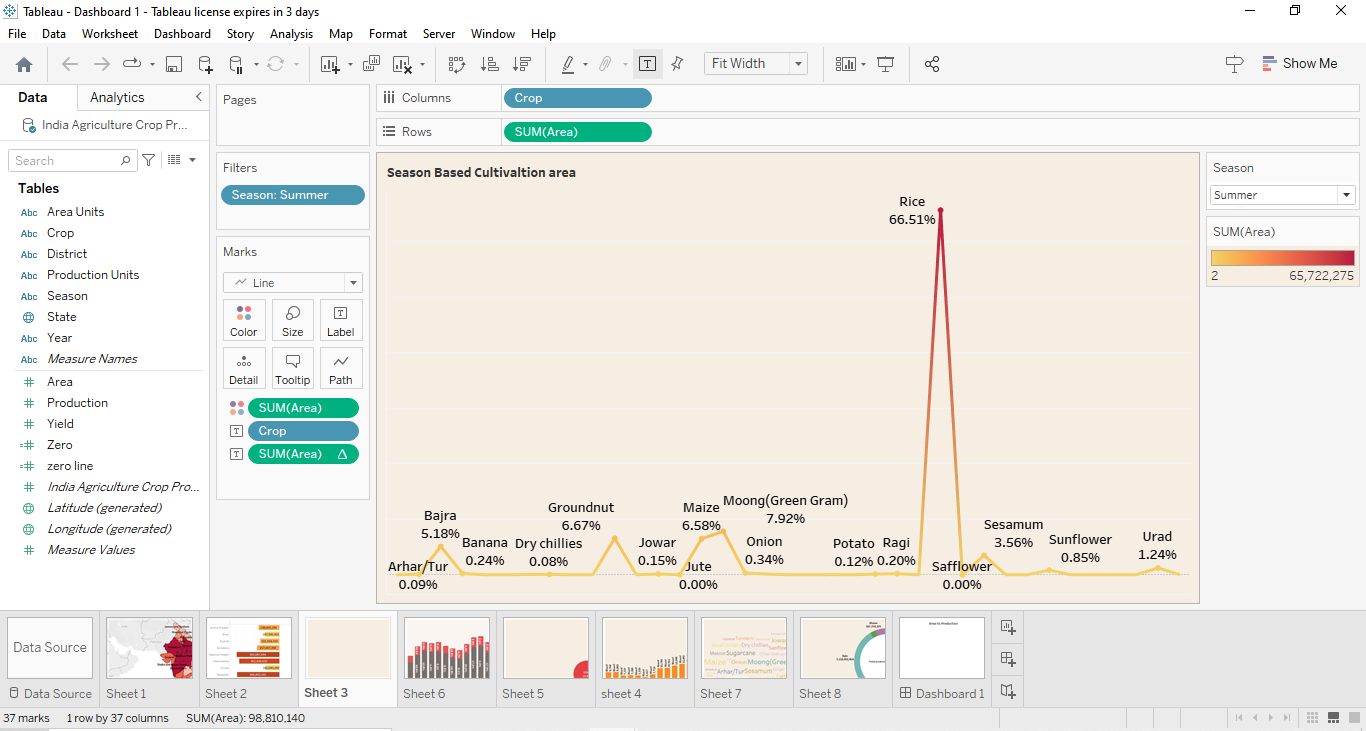 Tableau - Dashboard 1 - Tableau license expires in 3 days
File Data Worksheet Dashboard Story Analysis Map Format Server Window Help
Fit Width
Show Me
Data Analytics
India Agriculture Crop Pr...
Search
Tables
Abc Area Units
Abc Crop
Abc District
Abc Production Units
Abc Season
State
Abc Year
Abc Measure Names
Area
Production
Yield
Zero
zero line
India Agriculture Crop Pro...
Latitude (generated)
Longitude (generated)
Measure Values
Pages
Filters
Season: Summer
Marks
Line
Color Size Label
Detail Tooltip Path
SUM(Area)
Crop
SUM(Area)
Columns Crop
Rows SUM(Area)
Season Based Cultivaltion area
Rice
66.51%
Moong(Green Gram)
7.92%
Groundnut
6.67%
Maize
6.58%
Bajra
5.18%
Sesamum
3.56%
Banana
0.24%
Dry chillies
0.08%
Jowar
0.15%
Onion
0.34%
Potato
0.12%
Ragi
0.20%
Sunflower
0.85%
Urad
1.24%
Arhar/Tur
0.09%
Jute
0.00%
Safflower
0.00%
Season
Summer
SUM(Area)
2 65,722,275
Data Source
Data Source Sheet 1 Sheet 2 Sheet 3 Sheet 6 Sheet 5 sheet 4 Sheet 7 Sheet 8 Dashboard 1
37 marks 1 row by 37 columns SUM(Area): 98,810,140